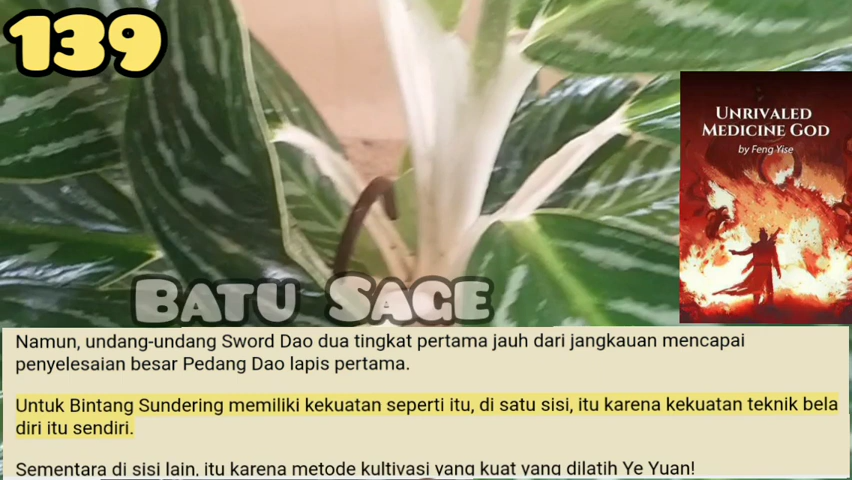 139
UNRIVALED
MEDICINE GOD
by Feng Yise
BATU SAGE
Namun, undang-undang Sword Dao dua tingkat pertama jauh dari jangkauan mencapai
penyelesaian besar Pedang Dao lapis pertama.
Untuk Bintang Sundering memiliki kekuatan seperti itu, di satu sisi, itu karena kekuatan teknik bela
diri itu sendiri.
Sementara di sisi lain, itu karena metode kultivasi yang kuat yang dilatih Ye Yuan!